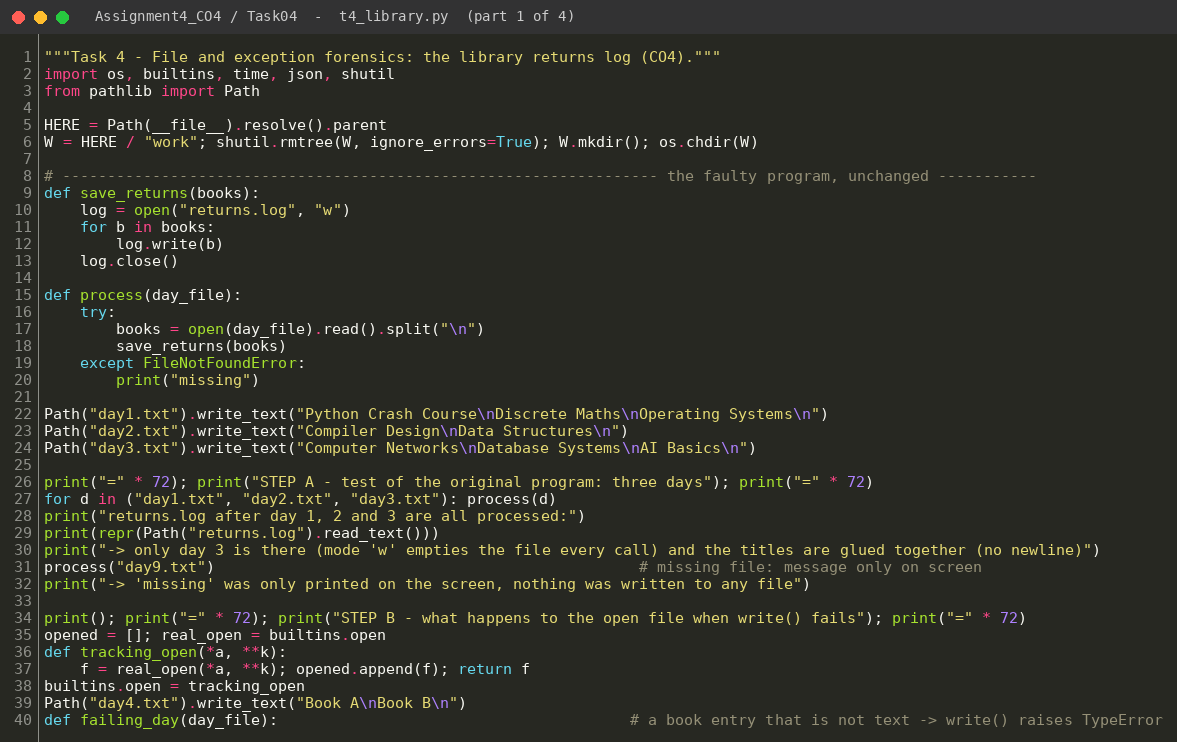 Assignment4_CO4 / Task04  -  t4_library.py  (part 1 of 4)
1 """Task 4 - File and exception forensics: the library returns log (CO4)."""
2 import os, builtins, time, json, shutil
3 from pathlib import Path
4
5 HERE = Path(__file__).resolve().parent
6 W = HERE / "work"; shutil.rmtree(W, ignore_errors=True); W.mkdir(); os.chdir(W)
7
8 # ------------------------------------------------------------------ the faulty program, unchanged -----------
9 def save_returns(books):
10     log = open("returns.log", "w")
11     for b in books:
12         log.write(b)
13     log.close()
14
15 def process(day_file):
16     try:
17         books = open(day_file).read().split("\n")
18         save_returns(books)
19     except FileNotFoundError:
20         print("missing")
21
22 Path("day1.txt").write_text("Python Crash Course\nDiscrete Maths\nOperating Systems\n")
23 Path("day2.txt").write_text("Compiler Design\nData Structures\n")
24 Path("day3.txt").write_text("Computer Networks\nDatabase Systems\nAI Basics\n")
25
26 print("=" * 72); print("STEP A - test of the original program: three days"); print("=" * 72)
27 for d in ("day1.txt", "day2.txt", "day3.txt"): process(d)
28 print("returns.log after day 1, 2 and 3 are all processed:")
29 print(repr(Path("returns.log").read_text()))
30 print("-> only day 3 is there (mode 'w' empties the file every call) and the titles are glued together (no newline)")
31 process("day9.txt")                                               # missing file: message only on screen
32 print("-> 'missing' was only printed on the screen, nothing was written to any file")
33
34 print(); print("=" * 72); print("STEP B - what happens to the open file when write() fails"); print("=" * 72)
35 opened = []; real_open = builtins.open
36 def tracking_open(*a, **k):
37     f = real_open(*a, **k); opened.append(f); return f
38 builtins.open = tracking_open
39 Path("day4.txt").write_text("Book A\nBook B\n")
40 def failing_day(day_file):                                       # a book entry that is not text -> write() raises TypeError